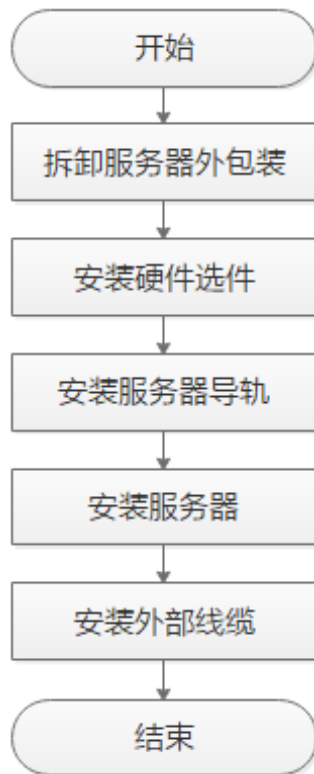 开始
拆卸服务器外包装
安装硬件选件
安装服务器导轨
安装服务器
安装外部线缆
结束